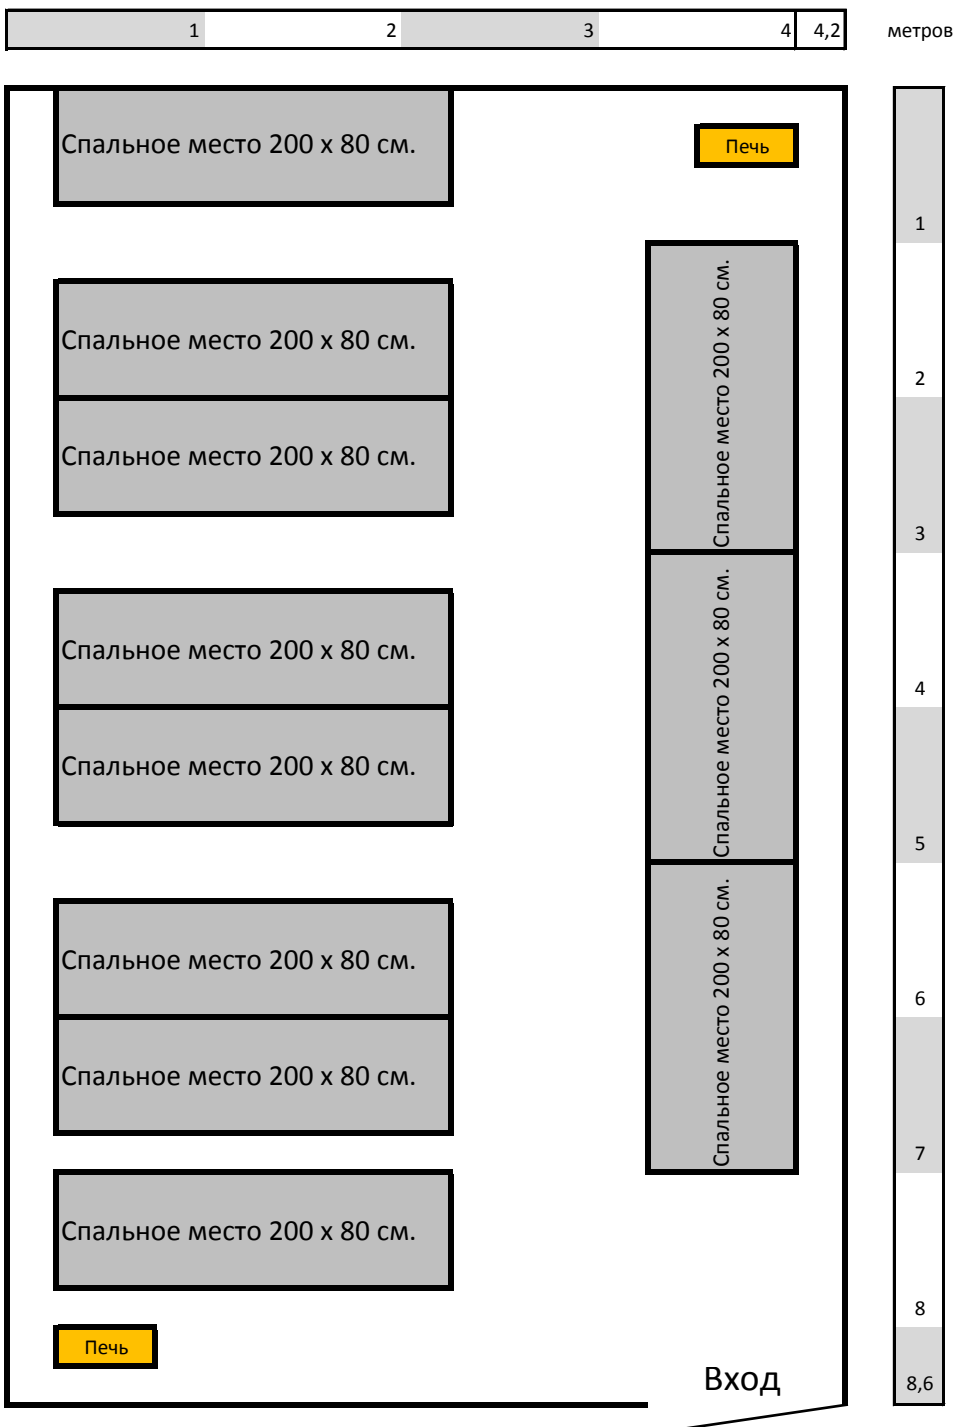 1 2 3 4 4,2 метров
Спальное место 200 х 80 см.
Печь
1
Спальное место 200 х 80 см.
Спальное место 200 х 80 см.
2
Спальное место 200 х 80 см.
3
Спальное место 200 х 80 см.
Спальное место 200 х 80 см.
4
Спальное место 200 х 80 см.
5
Спальное место 200 х 80 см.
Спальное место 200 х 80 см.
6
Спальное место 200 х 80 см.
7
Спальное место 200 х 80 см.
8
Печь
Вход
8,6